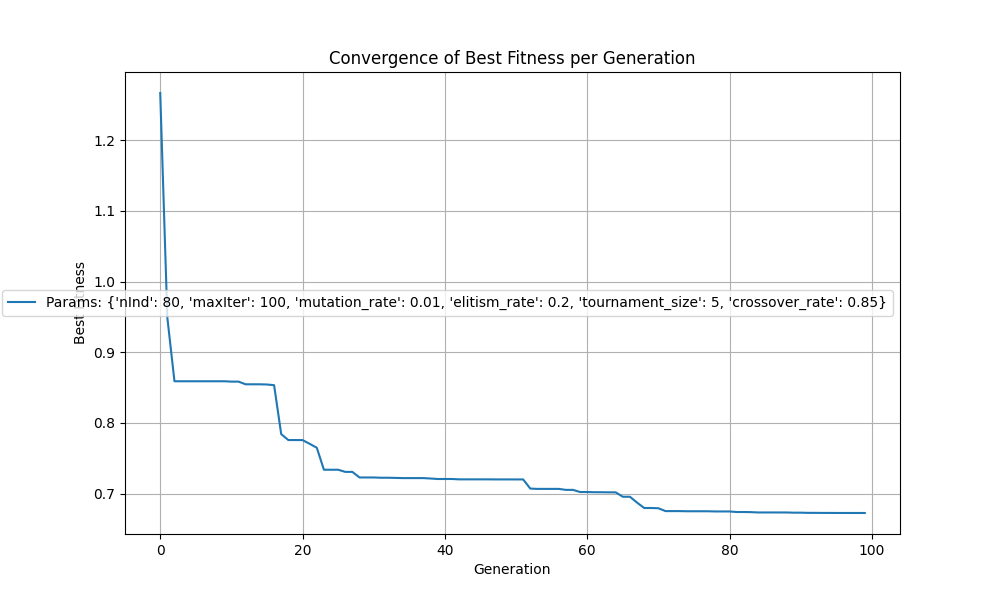 Convergence of Best Fitness per Generation
1.2
1.1
1.0
0.9
0.8
0.7
Best
ness
Params: {'nInd': 80, 'maxIter': 100, 'mutation_rate': 0.01, 'elitism_rate': 0.2, 'tournament_size': 5, 'crossover_rate': 0.85}
0 20 40 60 80 100
Generation